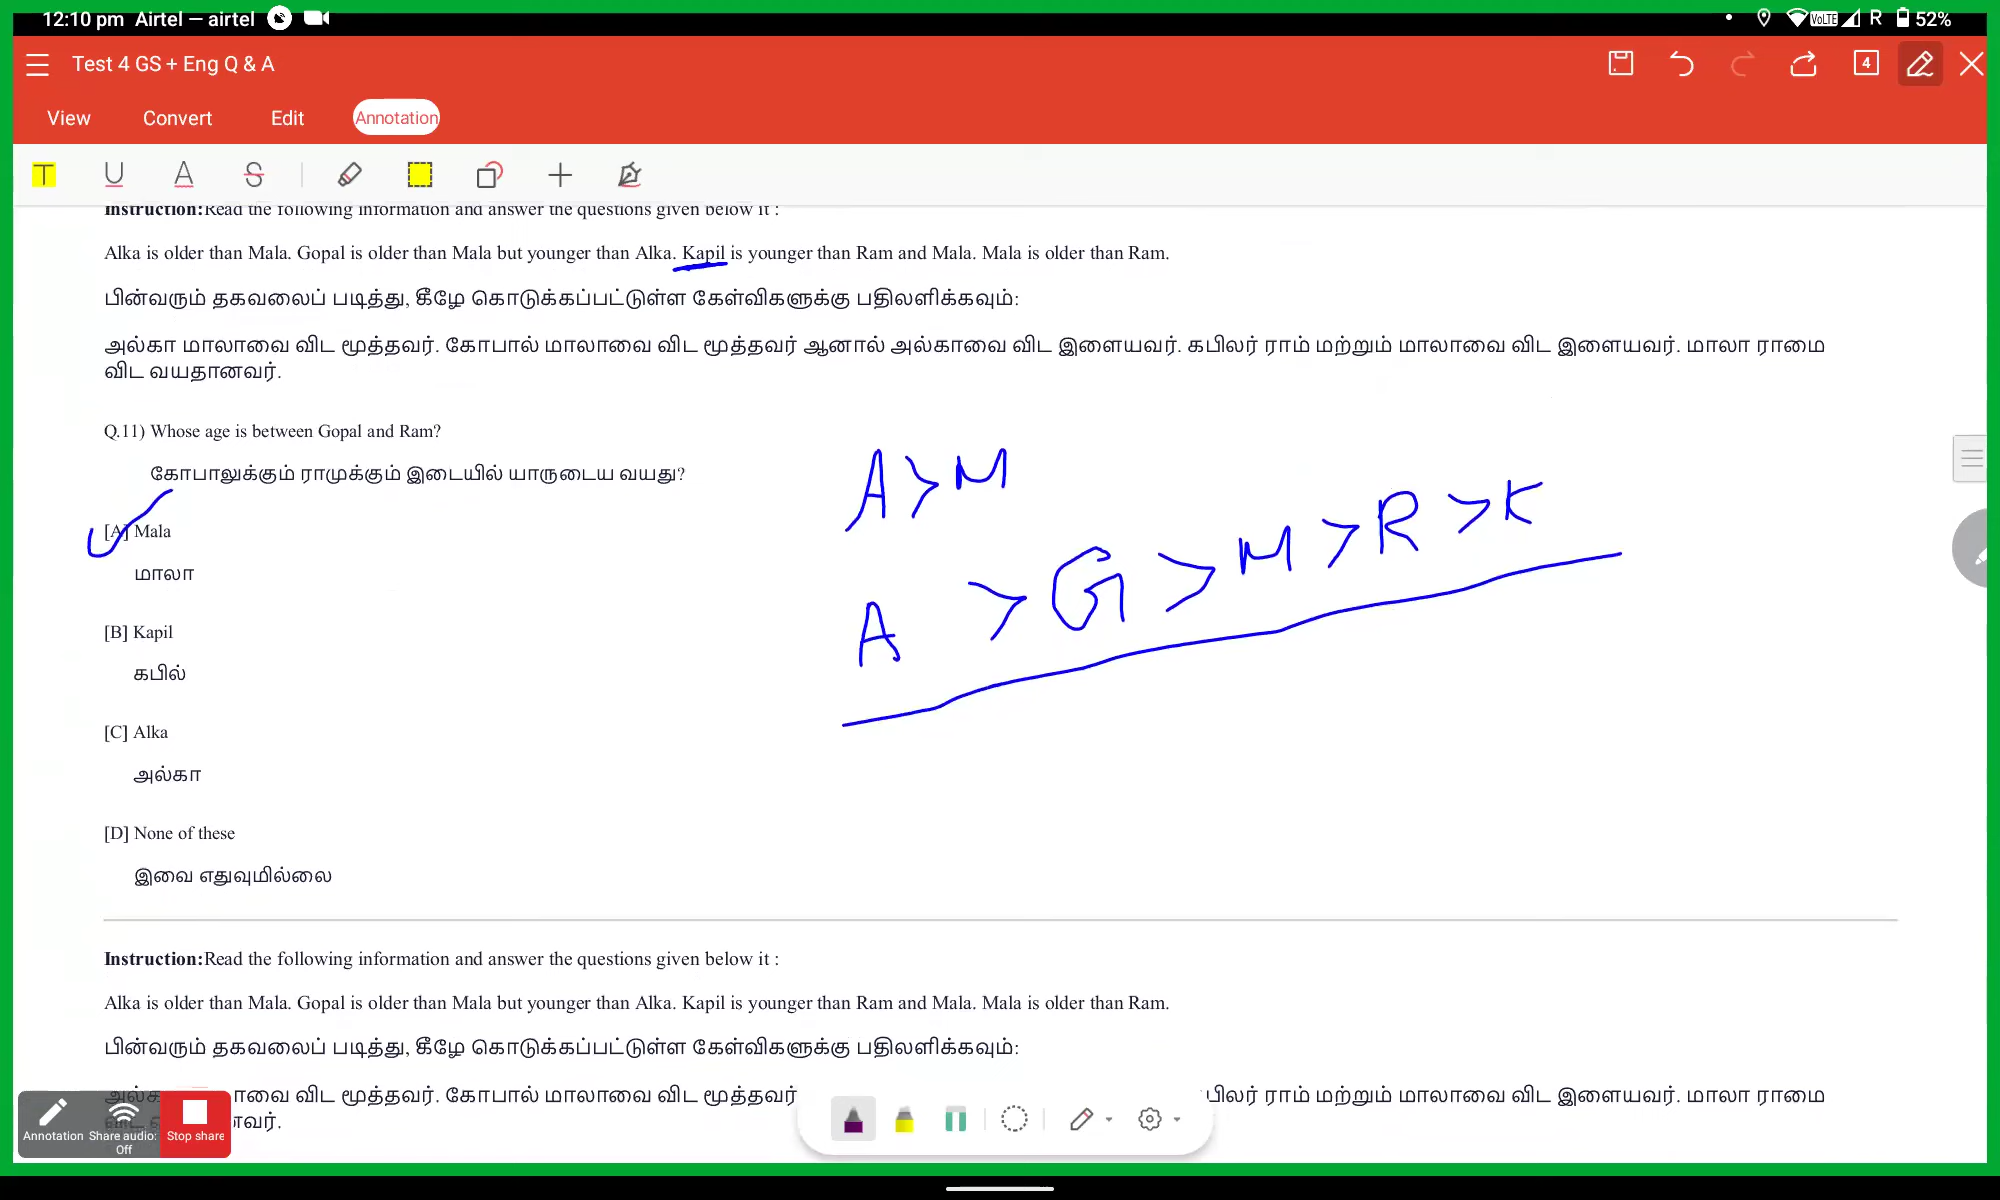 12:10 pm Airtel — airtel VoLTE R 52%
Test 4 GS + Eng Q & A 4
View Convert Edit Annotation
T U A S
Instruction:Read the following information and answer the questions given below it :
Alka is older than Mala. Gopal is older than Mala but younger than Alka. Kapil is younger than Ram and Mala. Mala is older than Ram.
பின்வரும் தகவலைப் படித்து, கீழே கொடுக்கப்பட்டுள்ள கேள்விகளுக்கு பதிலளிக்கவும்:
அல்கா மாலாவை விட மூத்தவர். கோபால் மாலாவை விட மூத்தவர் ஆனால் அல்காவை விட இளையவர். கபிலர் ராம் மற்றும் மாலாவை விட இளையவர். மாலா ராமை
விட வயதானவர்.
Q.11) Whose age is between Gopal and Ram?
கோபாலுக்கும் ராமுக்கும் இடையில் யாருடைய வயது?
A>M
[A] Mala
மாலா
A > G > M > R > K
[B] Kapil
கபில்
[C] Alka
அல்கா
[D] None of these
இவை எதுவுமில்லை
Instruction:Read the following information and answer the questions given below it :
Alka is older than Mala. Gopal is older than Mala but younger than Alka. Kapil is younger than Ram and Mala. Mala is older than Ram.
பின்வரும் தகவலைப் படித்து, கீழே கொடுக்கப்பட்டுள்ள கேள்விகளுக்கு பதிலளிக்கவும்:
விட மூத்தவர். கோபால் மாலாவை விட மூத்தவர் ராம் மற்றும் மாலாவை விட இளையவர். மாலா ராமை
Annotation Share audio: Off Stop share